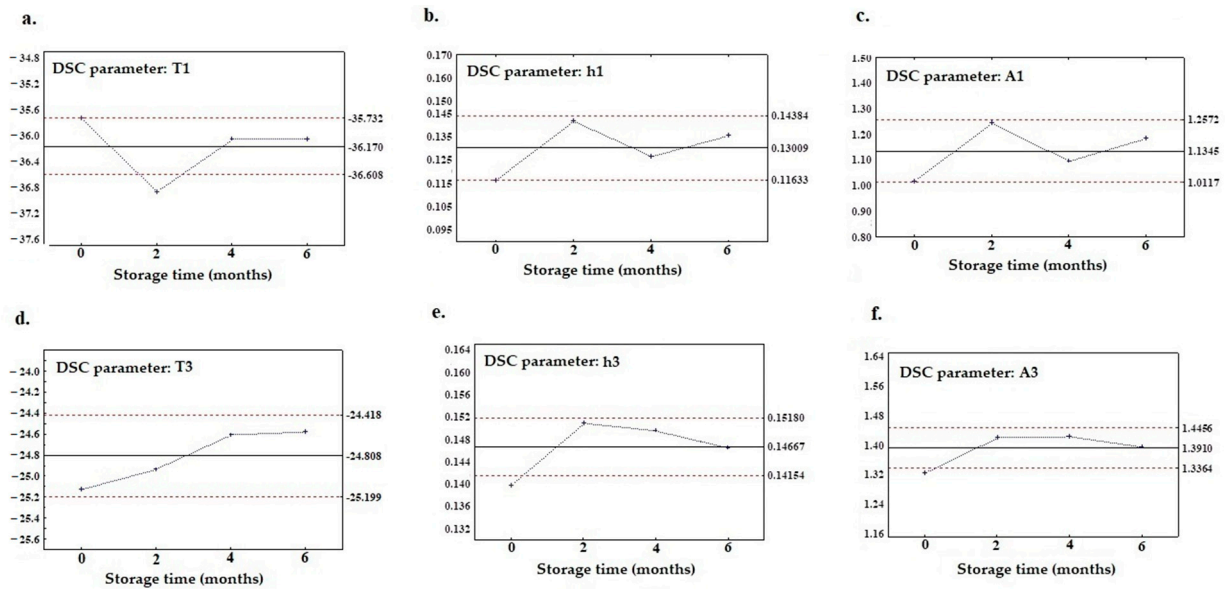 a.
DSC parameter: T1
−34.8
−35.2
−35.6
−36.0
−36.4
−36.8
−37.2
−37.6
-35.732
-36.170
-36.608
0 2 4 6
Storage time (months)
b.
DSC parameter: h1
0.170
0.165
0.155
0.145
0.135
0.125
0.115
0.105
0.095
0.14384
0.13009
0.11633
0 2 4 6
Storage time (months)
c.
DSC parameter: A1
1.50
1.40
1.30
1.20
1.10
1.00
0.90
0.80
1.2572
1.1345
1.0117
0 2 4 6
Storage time (months)
d.
DSC parameter: T3
−24.0
−24.2
−24.4
−24.6
−24.8
−25.0
−25.2
−25.4
−25.6
-24.418
-24.808
-25.199
0 2 4 6
Storage time (months)
e.
DSC parameter: h3
0.164
0.160
0.156
0.152
0.148
0.144
0.140
0.136
0.132
0.15180
0.14667
0.14154
0 2 4 6
Storage time (months)
f.
DSC parameter: A3
1.64
1.56
1.48
1.40
1.32
1.24
1.16
1.4456
1.3910
1.3364
0 2 4 6
Storage time (months)